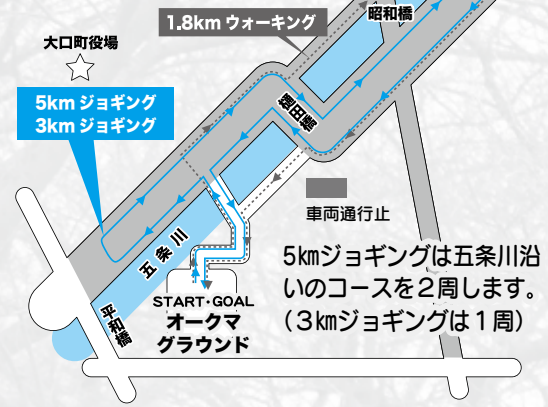 1.8km ウォーキング
昭和橋
大口町役場
5km ジョギング
3km ジョギング
樋田橋
車両通行止
五条川
平和橋
START・GOAL
オークマ
グラウンド
5㎞ジョギングは五条川沿
いのコースを２周します。
（３㎞ジョギングは１周）